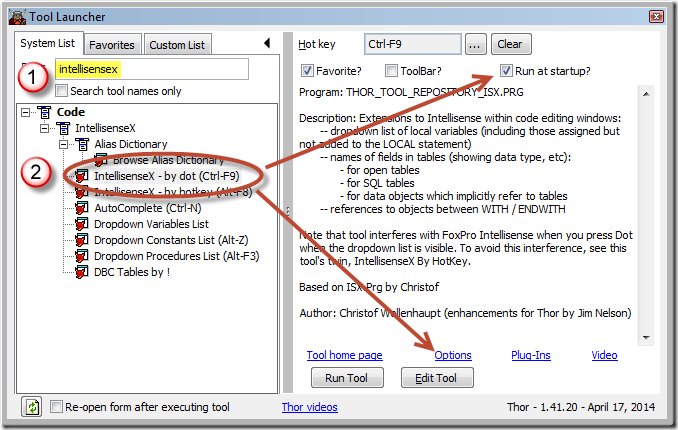 Tool Launcher
System List
Favorites
Custom List
1
intellisensex
Search tool names only
Code
IntellisenseX
Alias Dictionary
Browse Alias Dictionary
2
IntellisenseX - by dot (Ctrl-F9)
IntellisenseX - by hotkey (Alt-F8)
AutoComplete (Ctrl-N)
Dropdown Variables List
Dropdown Constants List (Alt-Z)
Dropdown Procedures List (Alt-F3)
DBC Tables by !
Hot key
Ctrl-F9
...
Clear
Favorite?
ToolBar?
Run at startup?
Program: THOR_TOOL_REPOSITORY_ISX.PRG
Description: Extensions to Intellisense within code editing windows:
-- dropdown list of local variables (including those assigned but
not added to the LOCAL statement)
-- names of fields in tables (showing data type, etc):
- for open tables
- for SQL tables
- for data objects which implicitly refer to tables
-- references to objects between WITH / ENDWITH
Note that tool interferes with FoxPro Intellisense when you press Dot
when the dropdown list is visible. To avoid this interference, see this
tool's twin, IntellisenseX By HotKey.
Based on ISX.Prg by Christof
Author: Christof Wollenhaupt (enhancements for Thor by Jim Nelson)
Tool home page
Options
Plug-Ins
Video
Run Tool
Edit Tool
Re-open form after executing tool
Thor videos
Thor - 1.41.20 - April 17, 2014